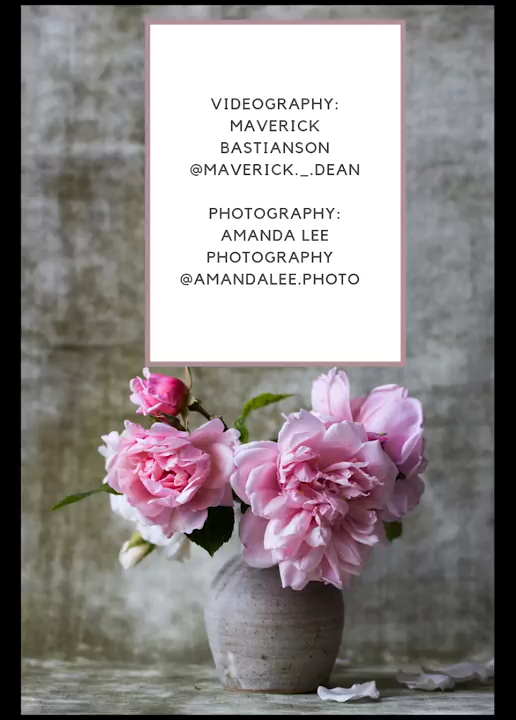 VIDEOGRAPHY:
MAVERICK
BASTIANSON
@MAVERICK._.DEAN
PHOTOGRAPHY:
AMANDA LEE
PHOTOGRAPHY
@AMANDALEE.PHOTO